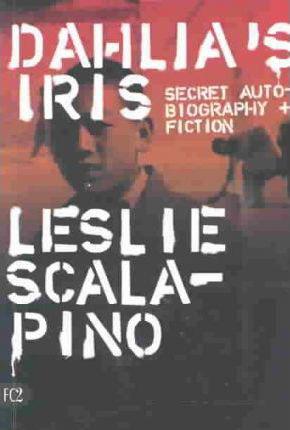 DAHLIA'S
IRIS
SECRET AUTO-
BIOGRAPHY +
FICTION
LESLIE
SCALA-
PINO
FC2